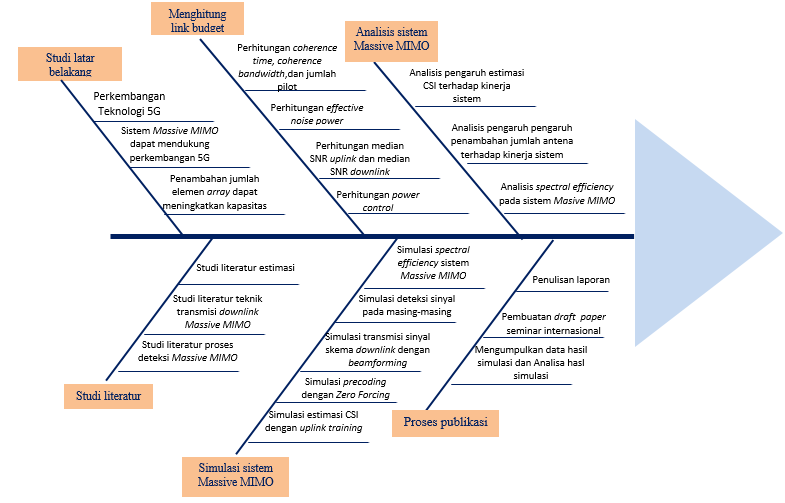 Studi latar
belakang
Perkembangan
Teknologi 5G
Sistem Massive MIMO
dapat mendukung
perkembangan 5G
Penambahan jumlah
elemen array dapat
meningkatkan kapasitas
Menghitung
link budget
Perhitungan coherence
time, coherence
bandwidth,dan jumlah
pilot
Perhitungan effective
noise power
Perhitungan median
SNR uplink dan median
SNR downlink
Perhitungan power
control
Analisis sistem
Massive MIMO
Analisis pengaruh estimasi
CSI terhadap kinerja
sistem
Analisis pengaruh pengaruh
penambahan jumlah antena
terhadap kinerja sistem
Analisis spectral efficiency
pada sistem Masive MIMO
Studi literatur estimasi
Studi literatur teknik
transmisi downlink
Massive MIMO
Studi literatur proses
deteksi Massive MIMO
Studi literatur
Simulasi spectral
efficiency sistem
Massive MIMO
Simulasi deteksi sinyal
pada masing-masing
Simulasi transmisi sinyal
skema downlink dengan
beamforming
Simulasi precoding
dengan Zero Forcing
Simulasi estimasi CSI
dengan uplink training
Simulasi sistem
Massive MIMO
Penulisan laporan
Pembuatan draft paper
seminar internasional
Mengumpulkan data hasil
simulasi dan Analisa hasl
simulasi
Proses publikasi